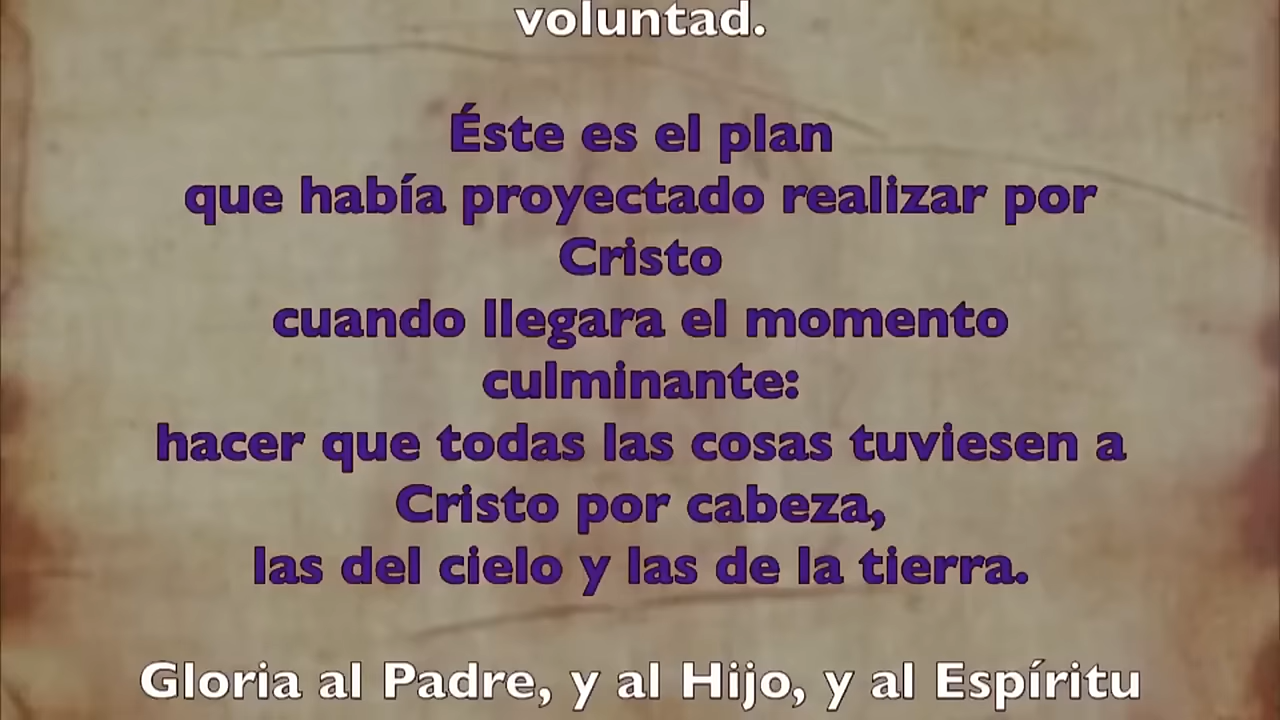 voluntad.
Éste es el plan
que había proyectado realizar por
Cristo
cuando llegara el momento
culminante:
hacer que todas las cosas tuviesen a
Cristo por cabeza,
las del cielo y las de la tierra.
Gloria al Padre, y al Hijo, y al Espíritu